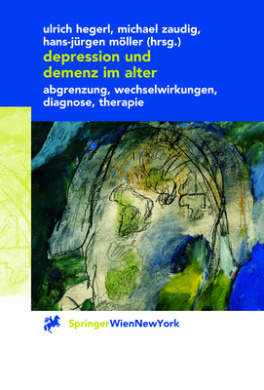 ulrich hegerl, michael zaudig,
hans-jürgen möller (hrsg.)
depression und
demenz im alter
abgrenzung, wechselwirkungen,
diagnose, therapie
SpringerWienNewYork